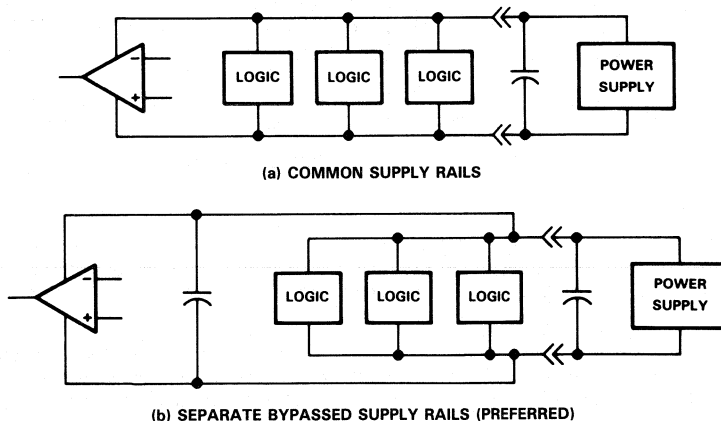 LOGIC LOGIC LOGIC
POWER
SUPPLY
(a) COMMON SUPPLY RAILS
LOGIC LOGIC LOGIC
POWER
SUPPLY
(b) SEPARATE BYPASSED SUPPLY RAILS (PREFERRED)